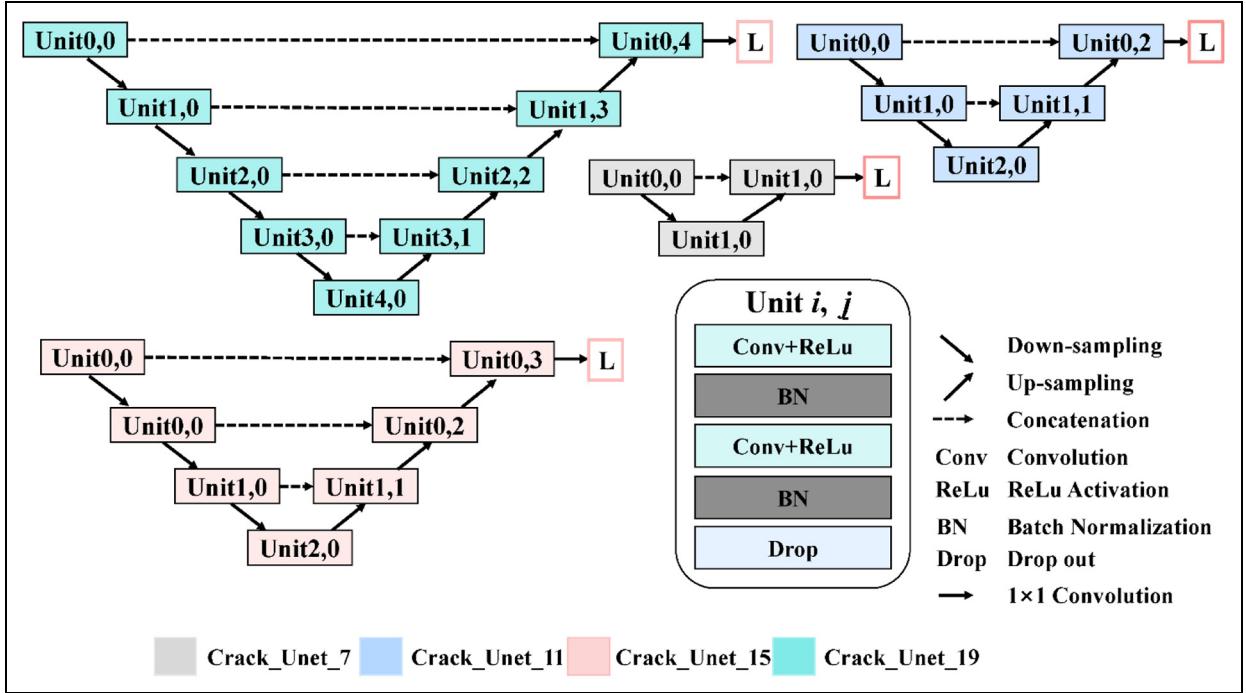 Unit0,0
Unit0,4
L
Unit1,0
Unit1,3
Unit2,0
Unit2,2
Unit3,0
Unit3,1
Unit4,0
Unit0,0
Unit0,2
L
Unit1,0
Unit1,1
Unit2,0
Unit0,0
Unit1,0
L
Unit1,0
Unit0,0
Unit0,3
L
Unit0,0
Unit0,2
Unit1,0
Unit1,1
Unit2,0
Unit i, j
Conv+ReLu
BN
Conv+ReLu
BN
Drop
Down-sampling
Up-sampling
Concatenation
Conv Convolution
ReLu ReLu Activation
BN Batch Normalization
Drop Drop out
1×1 Convolution
Crack_Unet_7 Crack_Unet_11 Crack_Unet_15 Crack_Unet_19